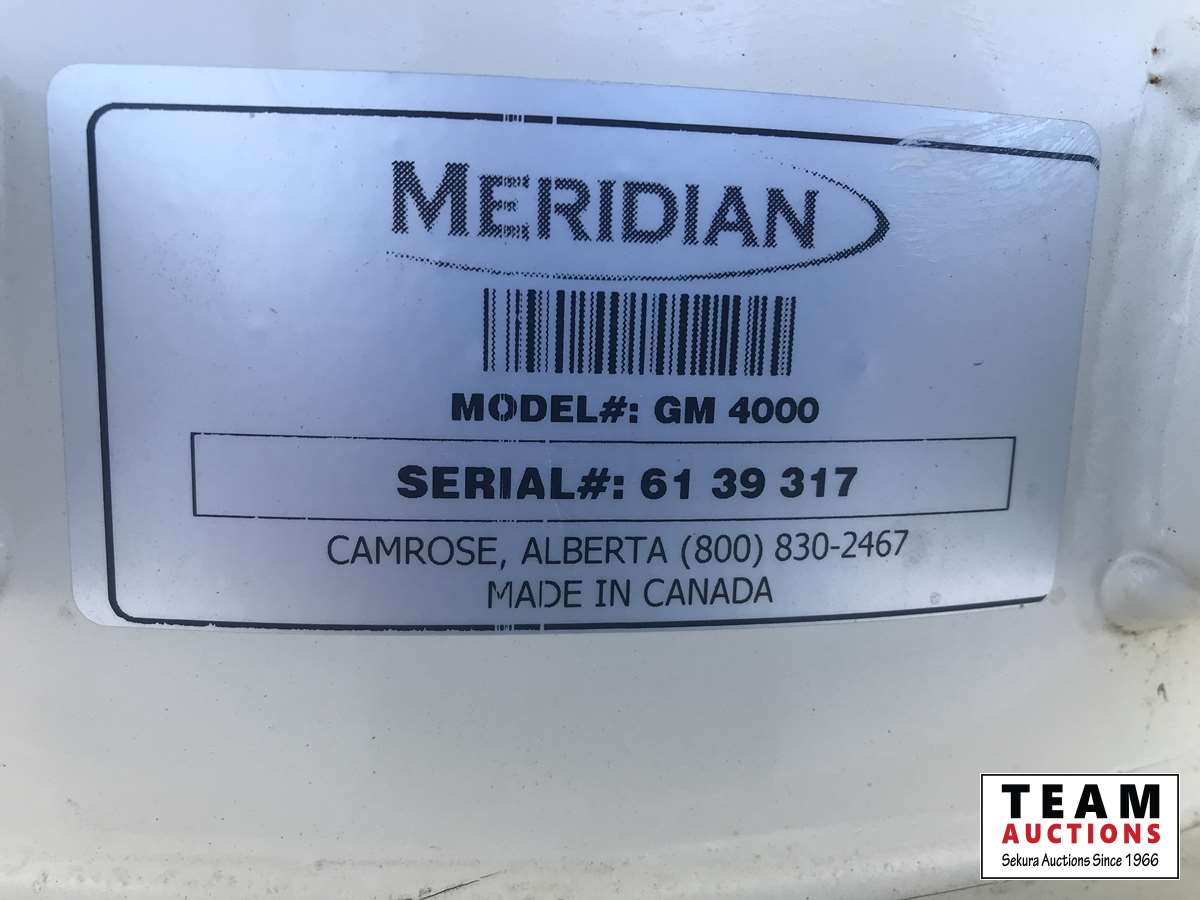 MERIDIAN
MODEL#: GM 4000
SERIAL#: 61 39 317
CAMROSE, ALBERTA (800) 830-2467
MADE IN CANADA
TEAM
AUCTIONS
Sekura Auctions Since 1966